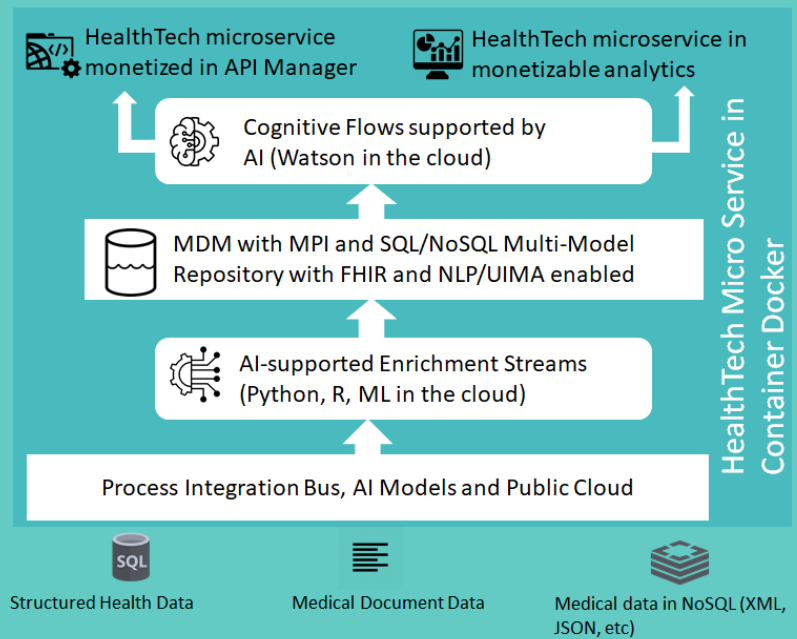 HealthTech microservice
monetized in API Manager
HealthTech microservice in
monetizable analytics
Cognitive Flows supported by
AI (Watson in the cloud)
MDM with MPI and SQL/NoSQL Multi-Model
Repository with FHIR and NLP/UIMA enabled
AI-supported Enrichment Streams
(Python, R, ML in the cloud)
Process Integration Bus, AI Models and Public Cloud
HealthTech Micro Service in
Container Docker
SQL
Structured Health Data
Medical Document Data
Medical data in NoSQL (XML,
JSON, etc)